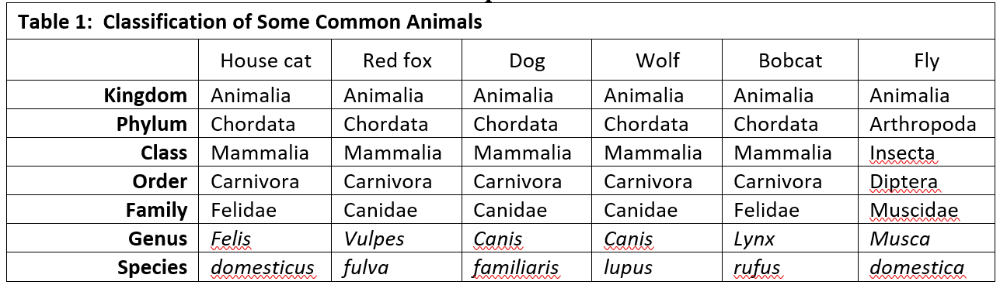 Table 1:  Classification of Some Common Animals
House cat Red fox Dog Wolf Bobcat Fly
Kingdom Animalia Animalia Animalia Animalia Animalia Animalia
Phylum Chordata Chordata Chordata Chordata Chordata Arthropoda
Class Mammalia Mammalia Mammalia Mammalia Mammalia Insecta
Order Carnivora Carnivora Carnivora Carnivora Carnivora Diptera
Family Felidae Canidae Canidae Canidae Felidae Muscidae
Genus Felis Vulpes Canis Canis Lynx Musca
Species domesticus fulva familiaris lupus rufus domestica